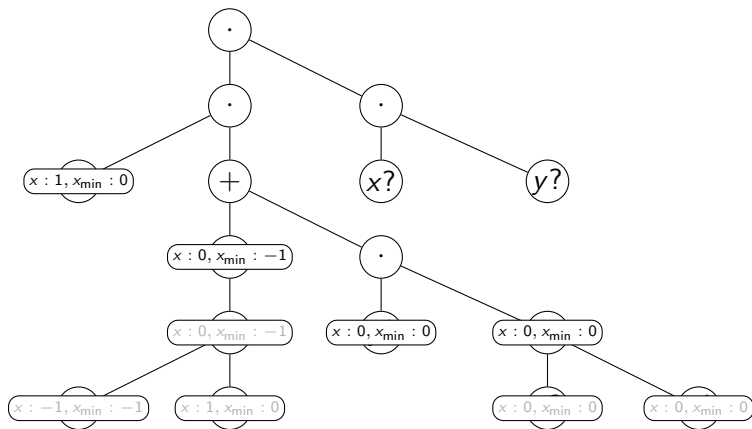 ·
· ·
x : 1, x_min : 0 + x? y?
x : 0, x_min : −1 ·
x : 0, x_min : −1 x : 0, x_min : 0 x : 0, x_min : 0
x : −1, x_min : −1 x : 1, x_min : 0 x : 0, x_min : 0 x : 0, x_min : 0